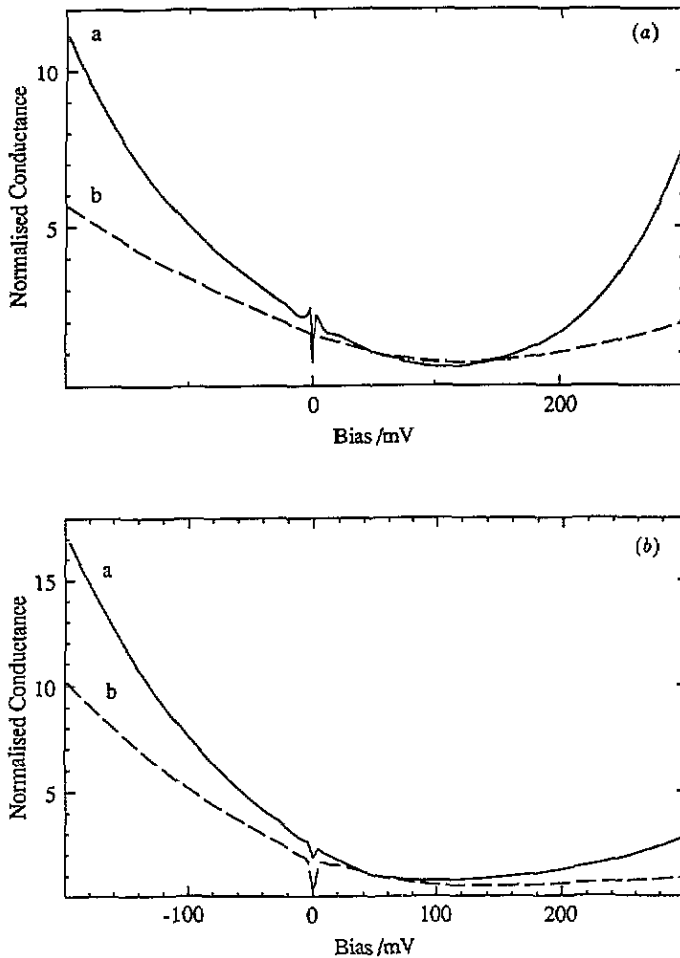 (a)
a
10
b
5
Normalised Conductance
0
200
Bias /mV
(b)
a
15
b
10
5
Normalised Conductance
-100
0
100
200
Bias /mV